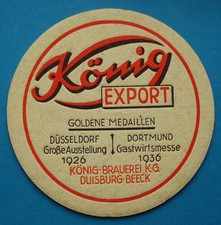 König
EXPORT
GOLDENE MEDAILLEN
DÜSSELDORF DORTMUND
Große Ausstellung Gastwirtsmesse
1926 1936
KÖNIG-BRAUEREI K·G.
DUISBURG-BEECK